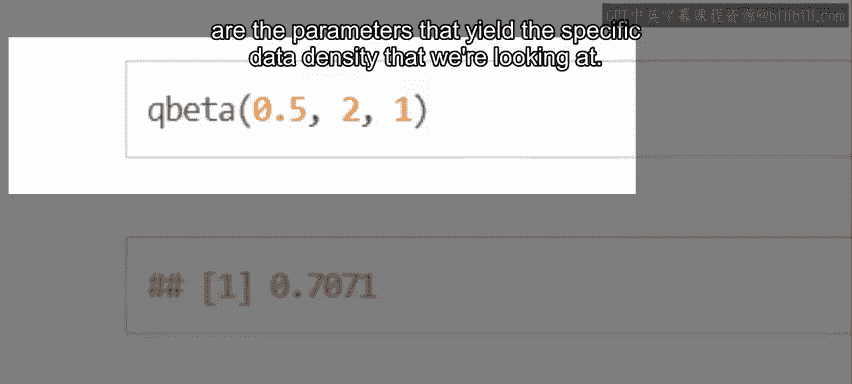 are the parameters that yield the specific
data density that we're looking at.
qbeta(0.5, 2, 1)
## [1] 0.7071